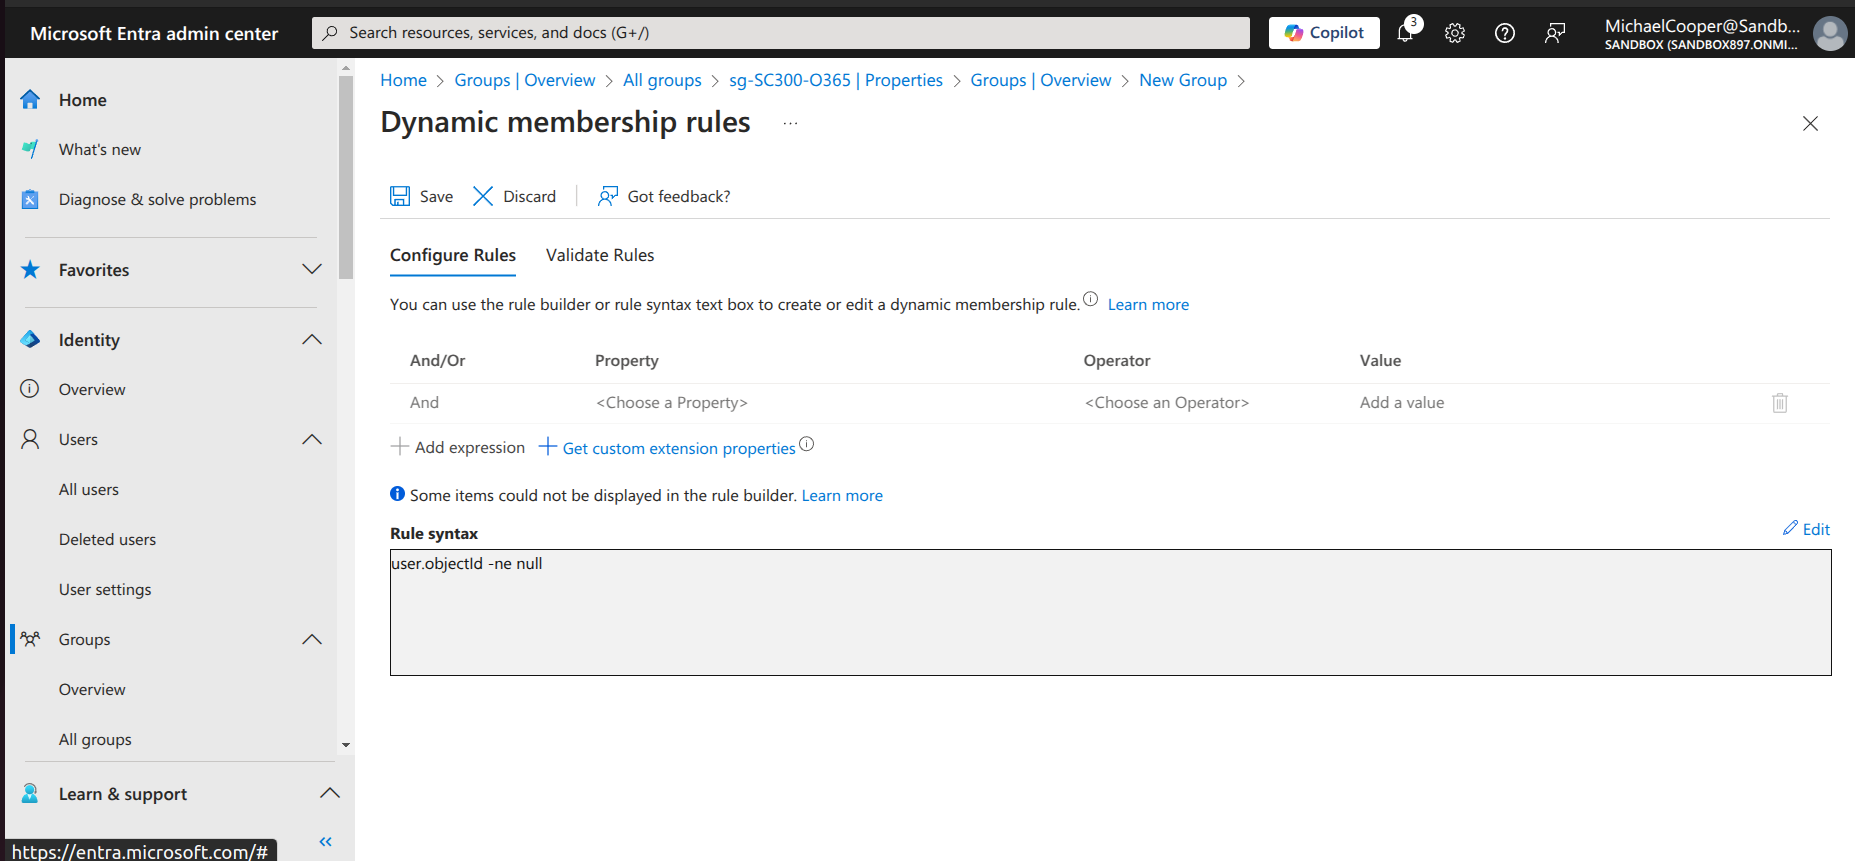 Microsoft Entra admin center
Search resources, services, and docs (G+/)
Copilot
3
MichaelCooper@Sandb...
SANDBOX (SANDBOX897.ONMI...
Home
What's new
Diagnose & solve problems
Favorites
Identity
Overview
Users
All users
Deleted users
User settings
Groups
Overview
All groups
Learn & support
https://entra.microsoft.com/#
Home > Groups | Overview > All groups > sg-SC300-O365 | Properties > Groups | Overview > New Group >
Dynamic membership rules ...
Save Discard Got feedback?
Configure Rules Validate Rules
You can use the rule builder or rule syntax text box to create or edit a dynamic membership rule. Learn more
And/Or Property Operator Value
And <Choose a Property> <Choose an Operator> Add a value
Add expression Get custom extension properties
Some items could not be displayed in the rule builder. Learn more
Rule syntax Edit
user.objectId -ne null